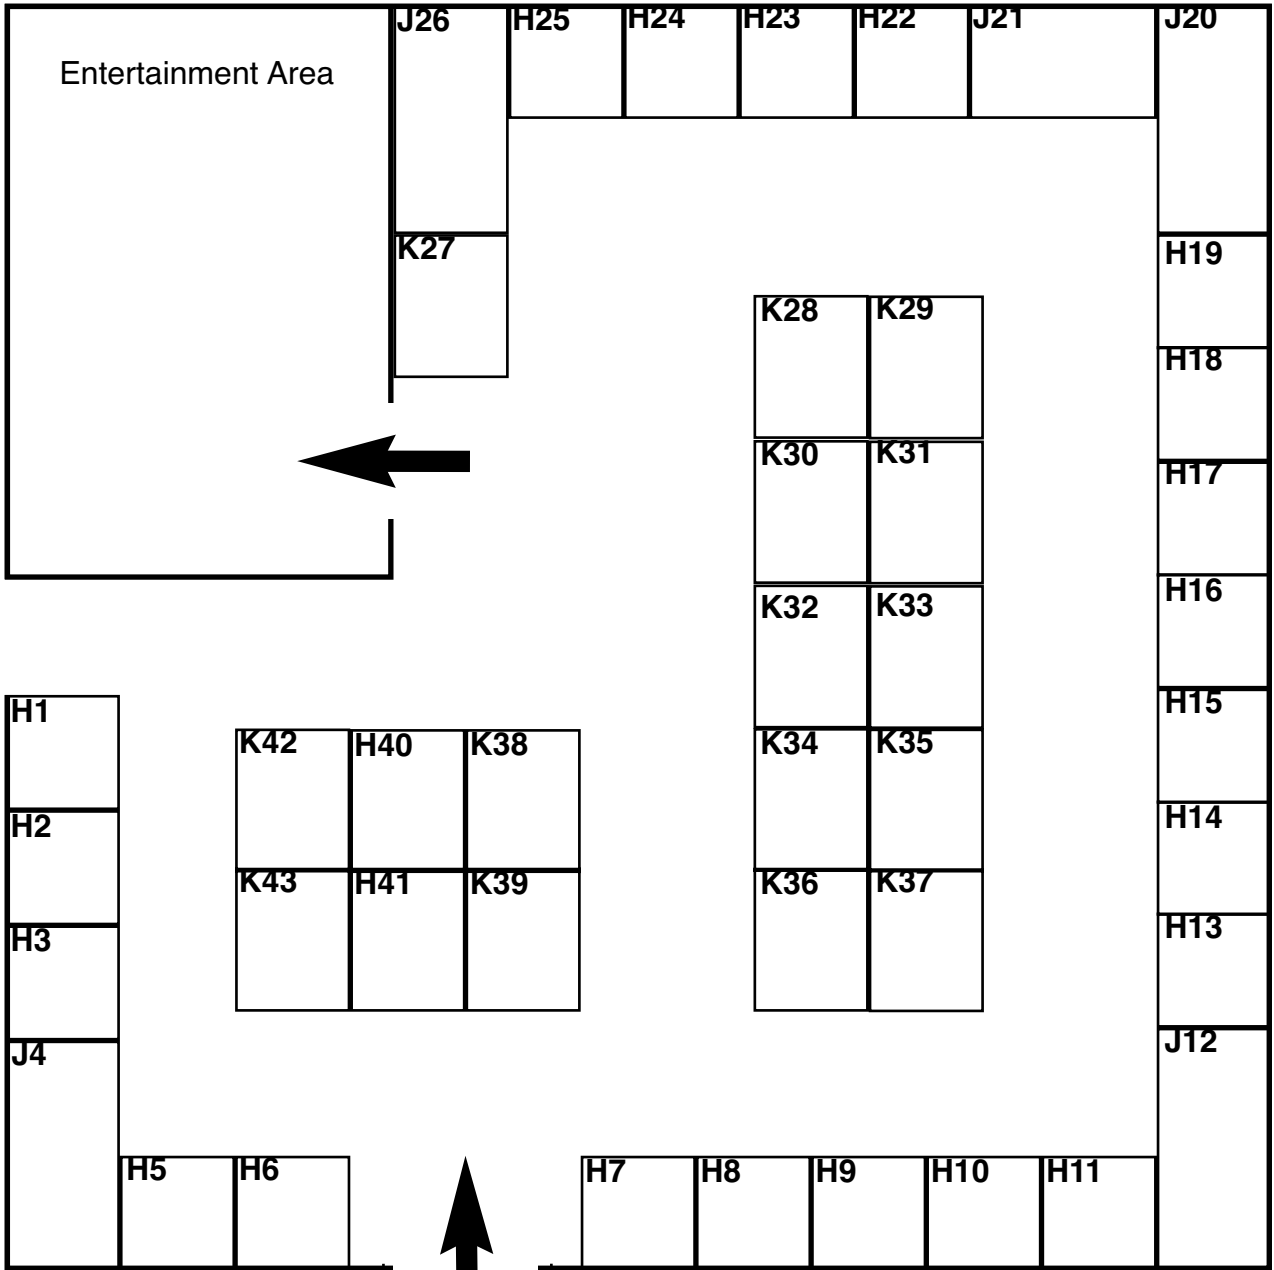 J26 H25 H24 H23 H22 J21 J20
Entertainment Area
K27
H19
K28 K29
H18
K30 K31
H17
H16
K32 K33
H15
H1
K42 H40 K38
K34 K35
H14
H2
K43 H41 K39
K36 K37
H13
H3
J12
J4
H5 H6 H7 H8 H9 H10 H11